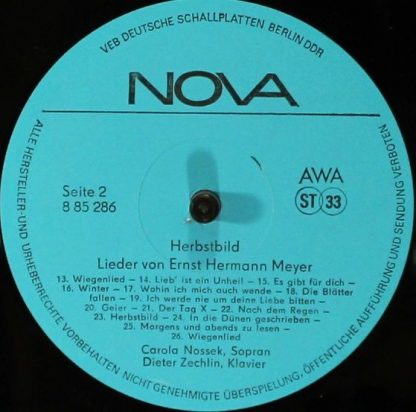 VEB DEUTSCHE SCHALLPLATTEN BERLIN DDR
NOVA
Seite 2
8 85 286
AWA
ST 33
Herbstbild
Lieder von Ernst Hermann Meyer
13. Wiegenlied – 14. Lieb' ist ein Unheil – 15. Es gibt für dich –
16. Winter – 17. Wohin ich mich auch wende – 18. Die Blätter
fallen – 19. Ich werde nie um deine Liebe bitten –
20. Geier – 21. Der Tag X – 22. Nach dem Regen –
23. Herbstbild – 24. In die Dünen geschrieben –
25. Morgens und abends zu lesen –
26. Wiegenlied
Carola Nossek, Sopran
Dieter Zechlin, Klavier
ALLE HERSTELLER-UND URHEBERRECHTE VORBEHALTEN NICHT GENEHMIGTE ÜBERSPIELUNG, ÖFFENTLICHE AUFFÜHRUNG UND SENDUNG VERBOTEN